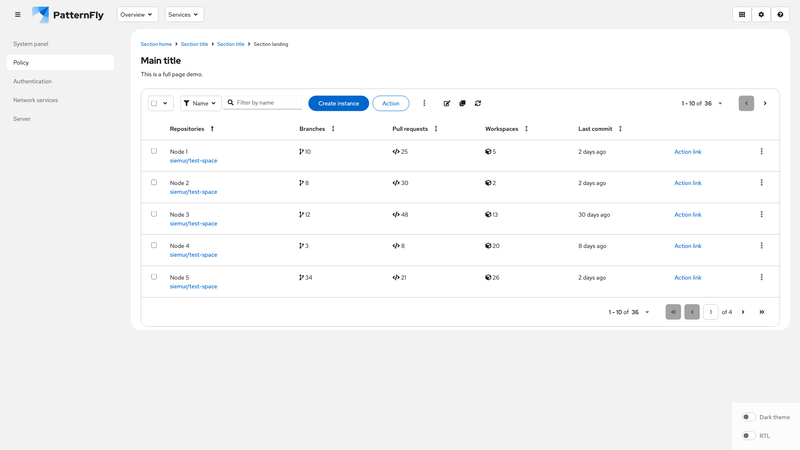 PatternFly
Overview
Services
System panel
Policy
Authentication
Network services
Server
Section home
Section title
Section title
Section landing
Main title
This is a full page demo.
Name
Filter by name
Create instance
Action
1 - 10 of 36
Repositories
Branches
Pull requests
Workspaces
Last commit
Node 1
siemur/test-space
10
25
5
2 days ago
Action link
Node 2
siemur/test-space
8
30
2
2 days ago
Action link
Node 3
siemur/test-space
12
48
13
30 days ago
Action link
Node 4
siemur/test-space
3
8
20
8 days ago
Action link
Node 5
siemur/test-space
34
21
26
2 days ago
Action link
1 - 10 of 36
1
of 4
Dark theme
RTL